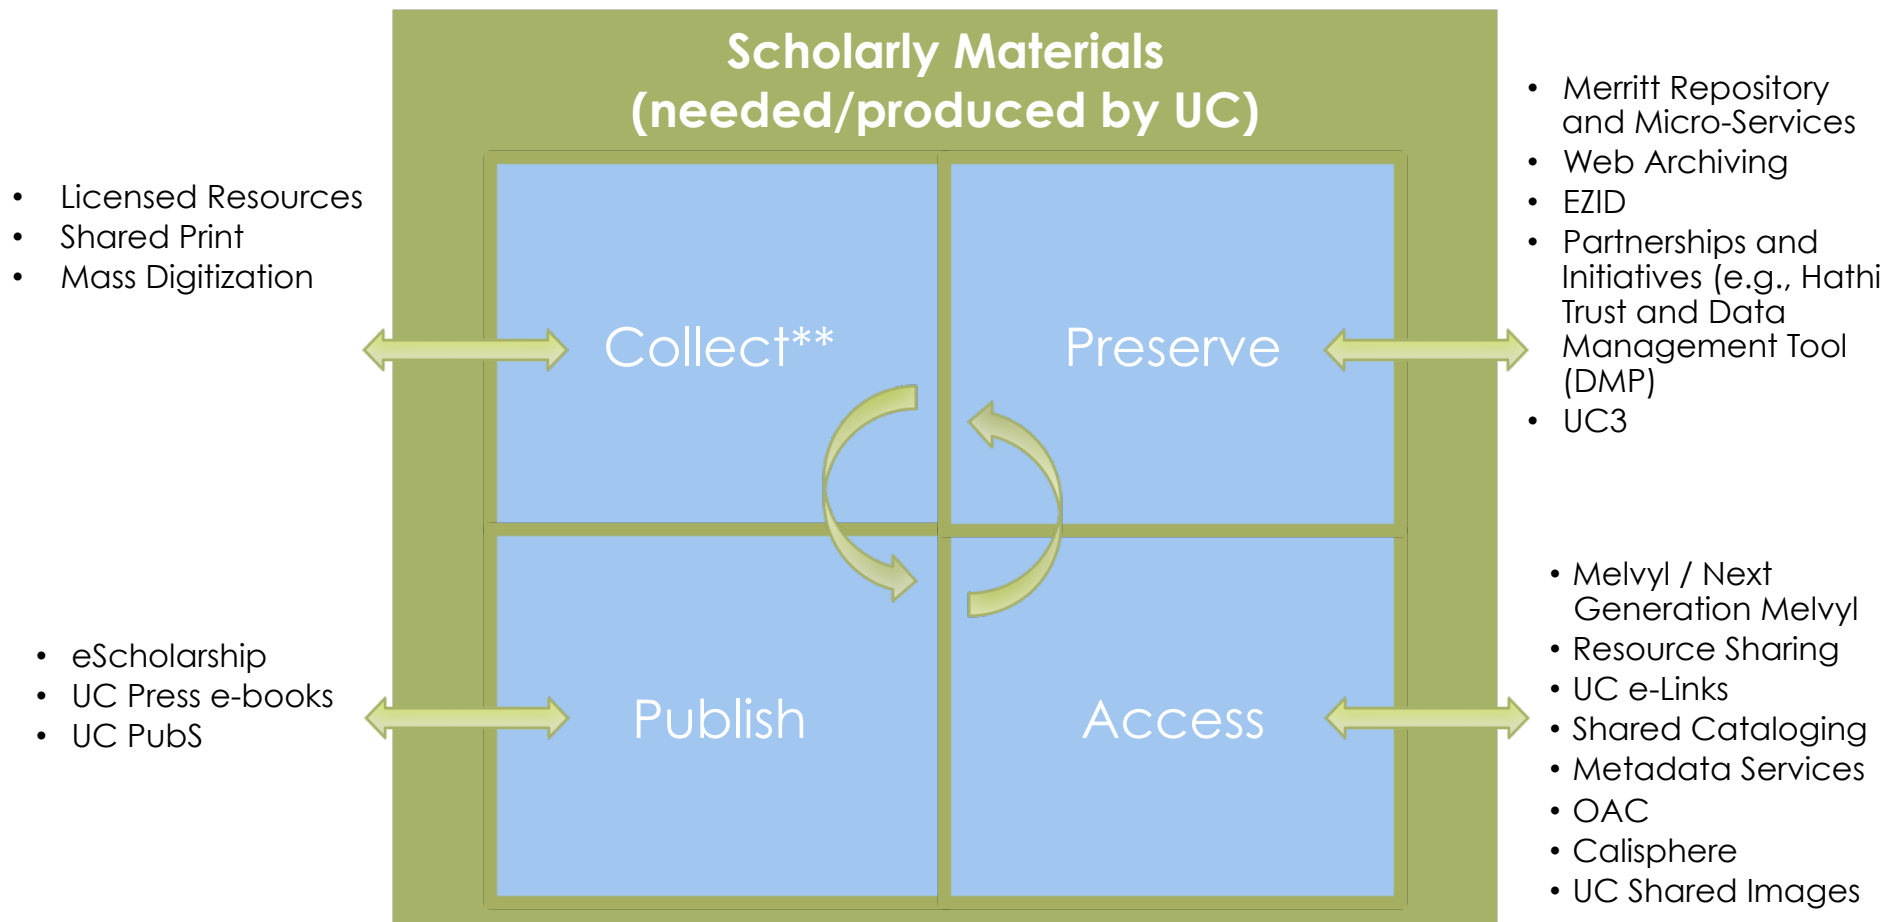 Scholarly Materials
(needed/produced by UC)
• Licensed Resources
• Shared Print
• Mass Digitization
Collect**
Preserve
• Merritt Repository
and Micro-Services
• Web Archiving
• EZID
• Partnerships and
Initiatives (e.g., Hathi
Trust and Data
Management Tool
(DMP)
• UC3
• eScholarship
• UC Press e-books
• UC PubS
Publish
Access
• Melvyl / Next
Generation Melvyl
• Resource Sharing
• UC e-Links
• Shared Cataloging
• Metadata Services
• OAC
• Calisphere
• UC Shared Images